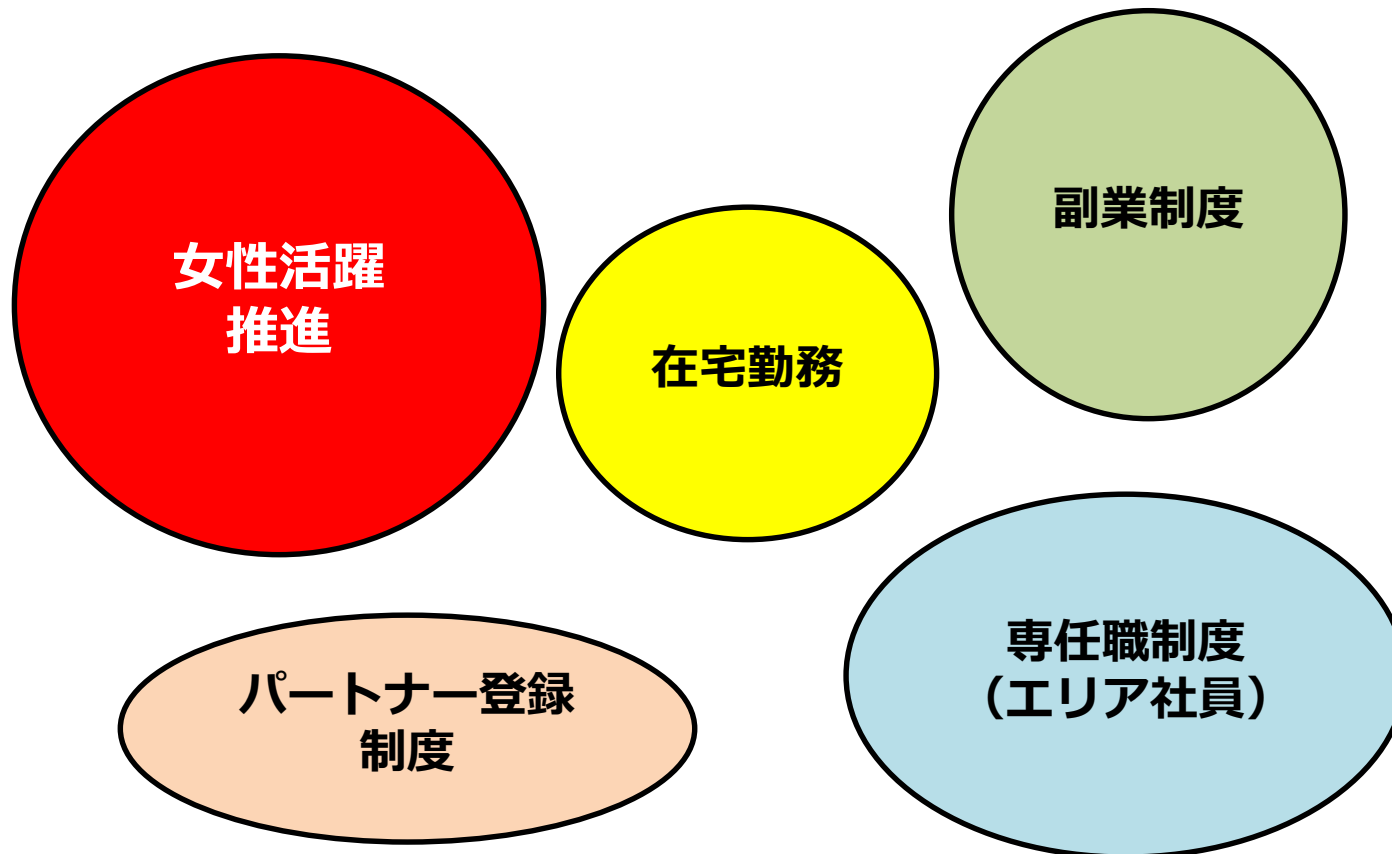 女性活躍
推進
在宅勤務
副業制度
パートナー登録
制度
専任職制度
（エリア社員）